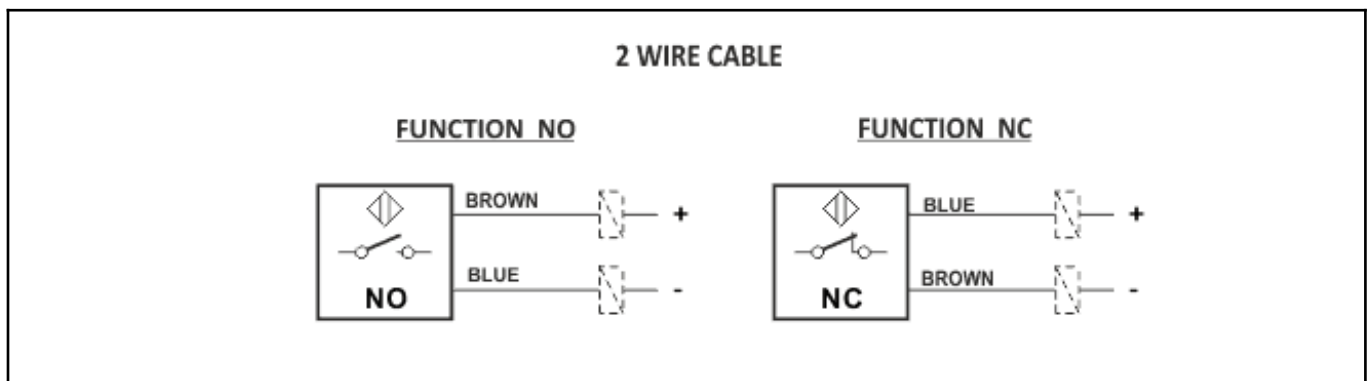 2 WIRE CABLE
FUNCTION NO
BROWN
+
BLUE
-
NO
FUNCTION NC
BLUE
+
BROWN
-
NC